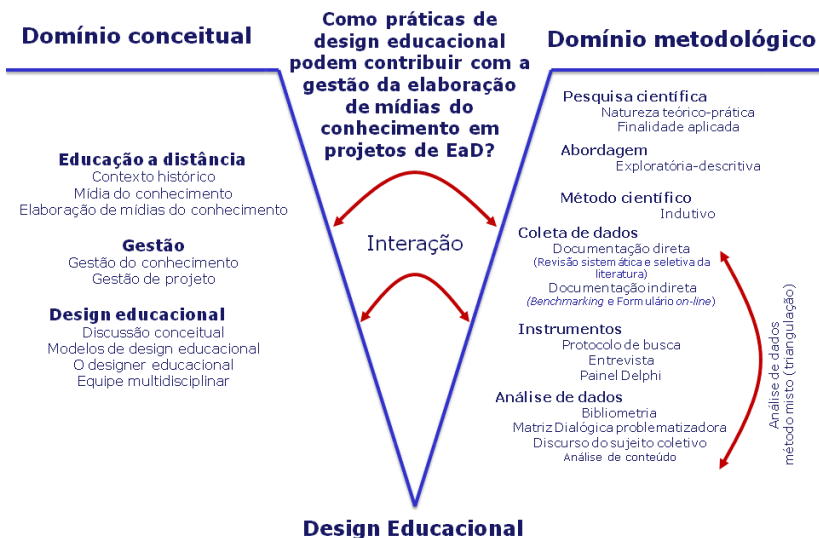 Domínio conceitual
Como práticas de
design educacional
podem contribuir com a
gestão da elaboração
de mídias do
conhecimento em
projetos de EaD?
Domínio metodológico
Educação a distância
Contexto histórico
Mídia do conhecimento
Elaboração de mídias do conhecimento
Gestão
Gestão do conhecimento
Gestão de projeto
Design educacional
Discussão conceitual
Modelos de design educacional
O designer educacional
Equipe multidisciplinar
Interação
Pesquisa científica
Natureza teórico-prática
Finalidade aplicada
Abordagem
Exploratória-descritiva
Método científico
Indutivo
Coleta de dados
Documentação direta
(Revisão sistemática e seletiva da
literatura)
Documentação indireta
(Benchmarking e Formulário on-line)
Instrumentos
Protocolo de busca
Entrevista
Painel Delphi
Análise de dados
Bibliometria
Matriz Dialógica problematizadora
Discurso do sujeito coletivo
Análise de conteúdo
Análise de dados
método misto (triangulação)
Design Educacional